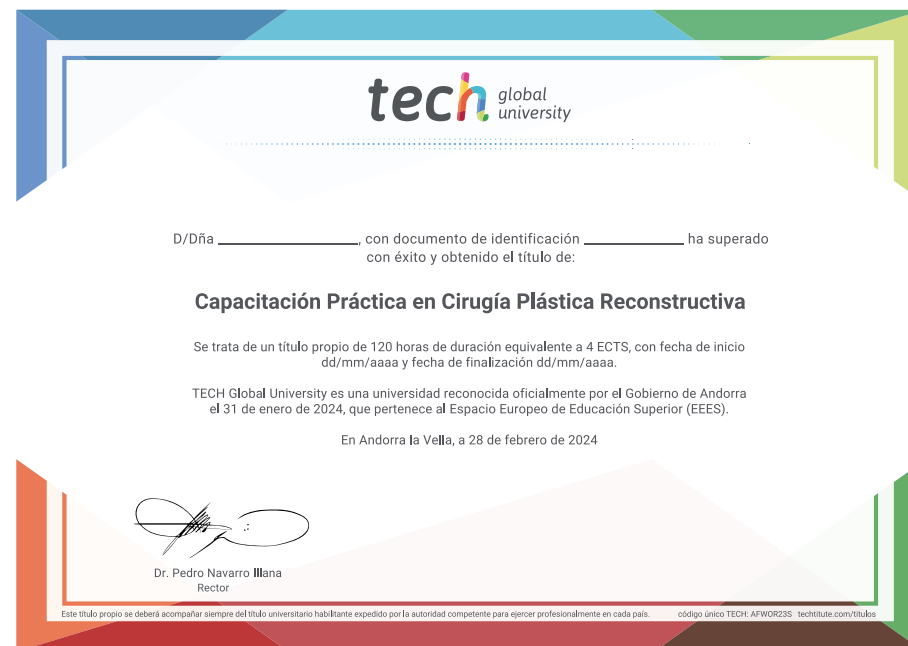 tech global
university
D/Dña ____________________, con documento de identificación ______________ ha superado
con éxito y obtenido el título de:
Capacitación Práctica en Cirugía Plástica Reconstructiva
Se trata de un título propio de 120 horas de duración equivalente a 4 ECTS, con fecha de inicio
dd/mm/aaaa y fecha de finalización dd/mm/aaaa.
TECH Global University es una universidad reconocida oficialmente por el Gobierno de Andorra
el 31 de enero de 2024, que pertenece al Espacio Europeo de Educación Superior (EEES).
En Andorra la Vella, a 28 de febrero de 2024
Dr. Pedro Navarro Illana
Rector
Este título propio se deberá acompañar siempre del título universitario habilitante expedido por la autoridad competente para ejercer profesionalmente en cada país. código único TECH: AFWOR23S techtitute.com/titulos